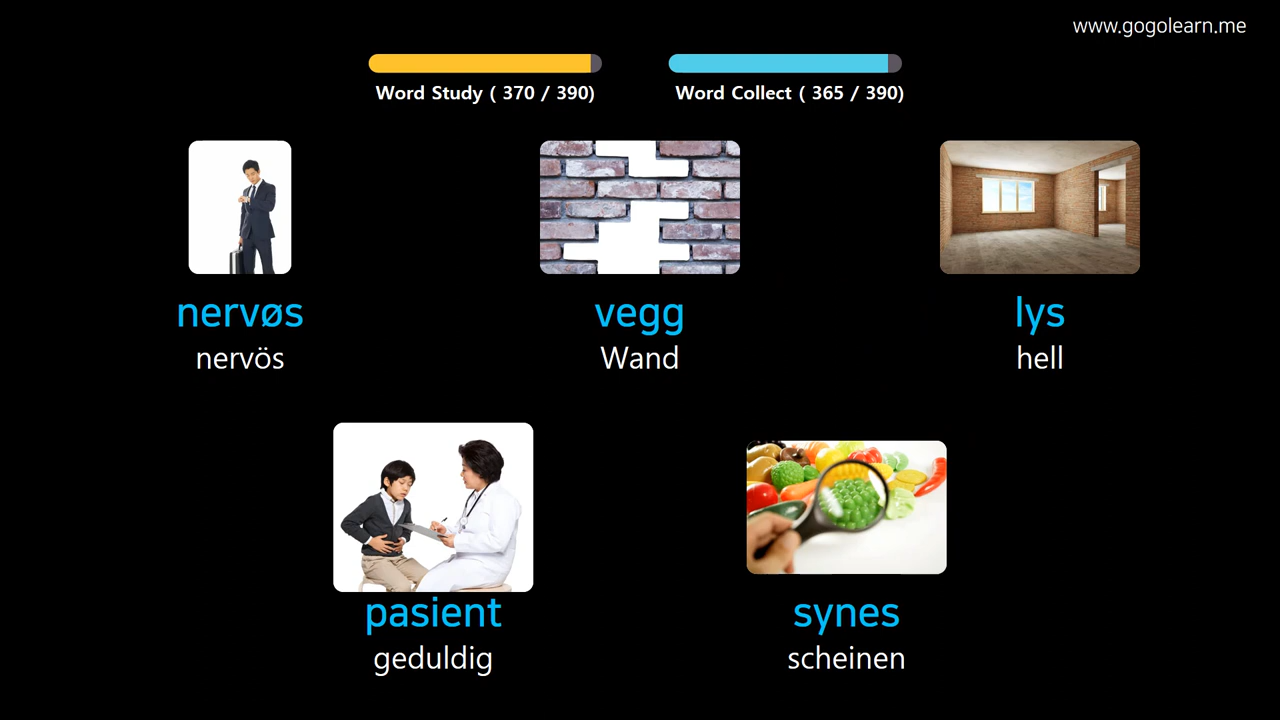 www.gogolearn.me
Word Study ( 370 / 390)
Word Collect ( 365 / 390)
nervøs
nervös
vegg
Wand
lys
hell
pasient
geduldig
synes
scheinen